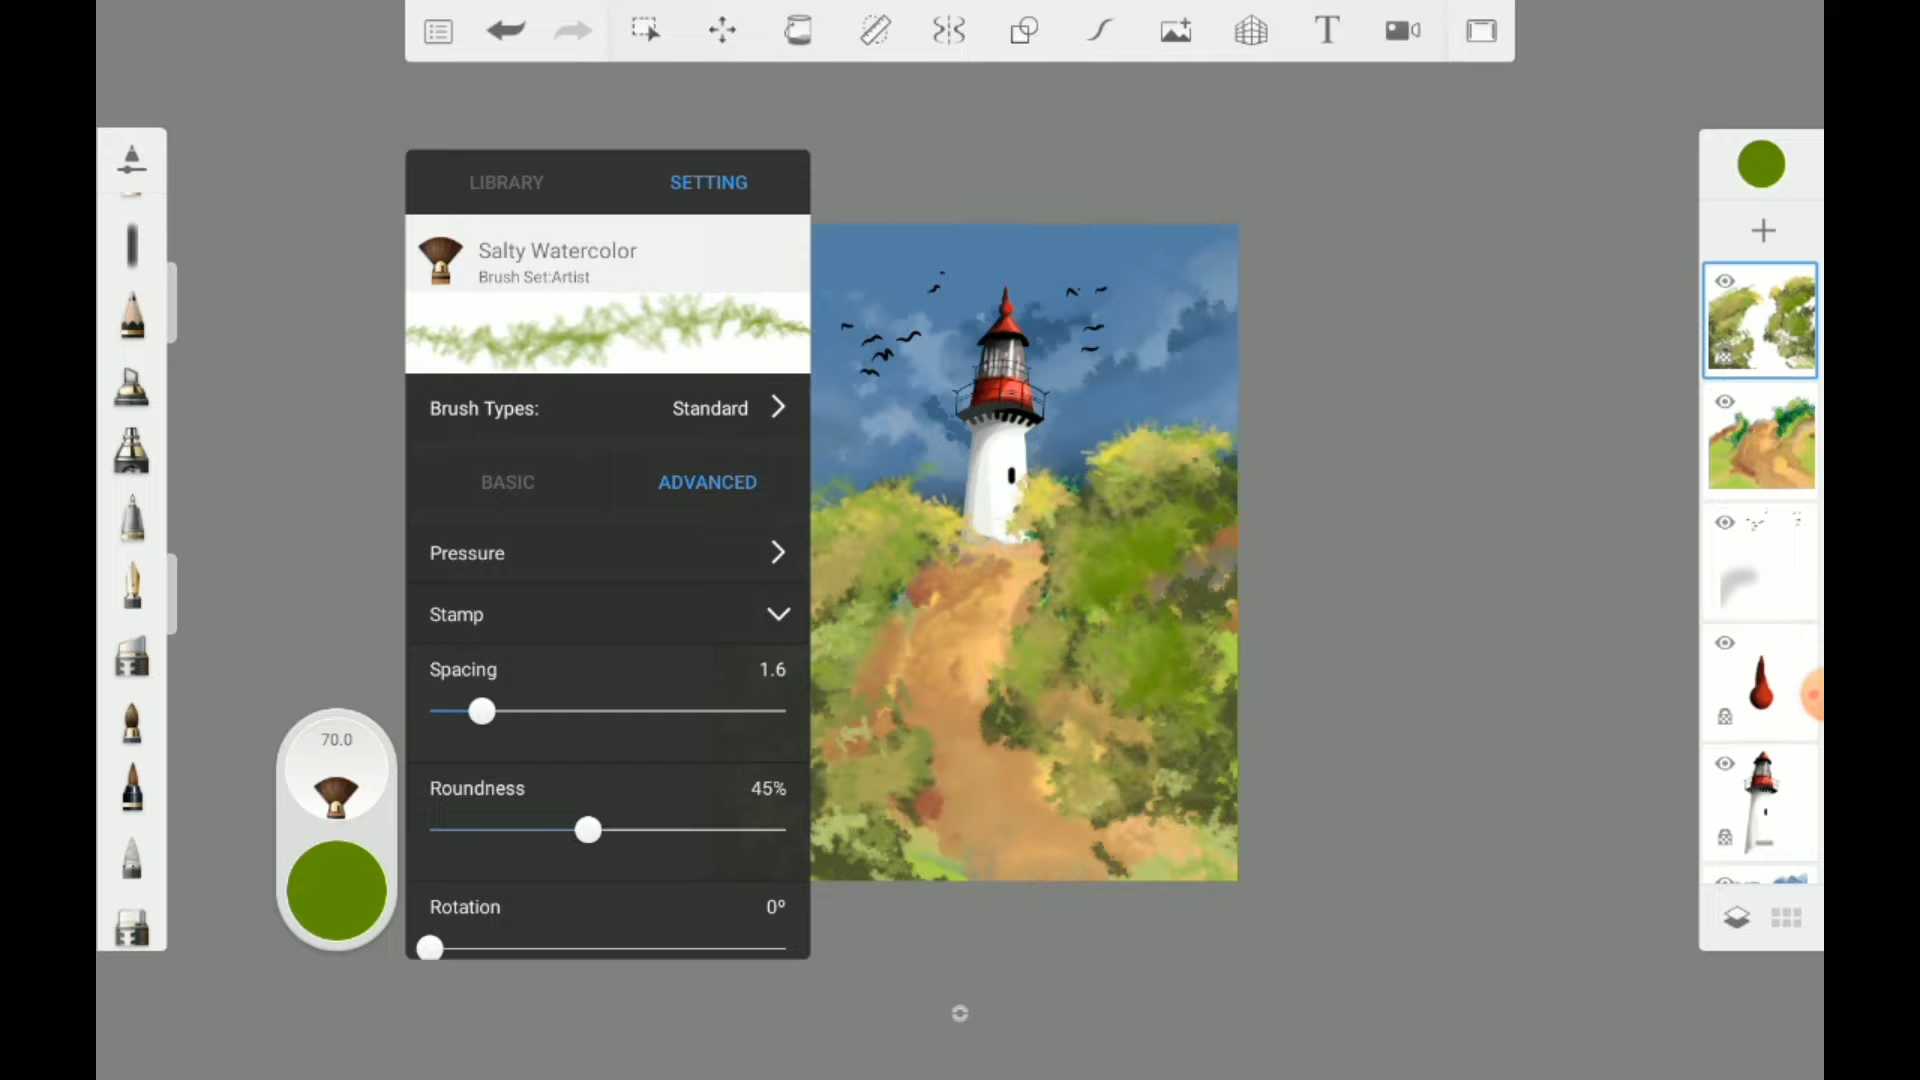 T
LIBRARY SETTING
Salty Watercolor
Brush Set:Artist
Brush Types: Standard
BASIC ADVANCED
Pressure
Stamp
Spacing 1.6
Roundness 45%
Rotation 0º
70.0